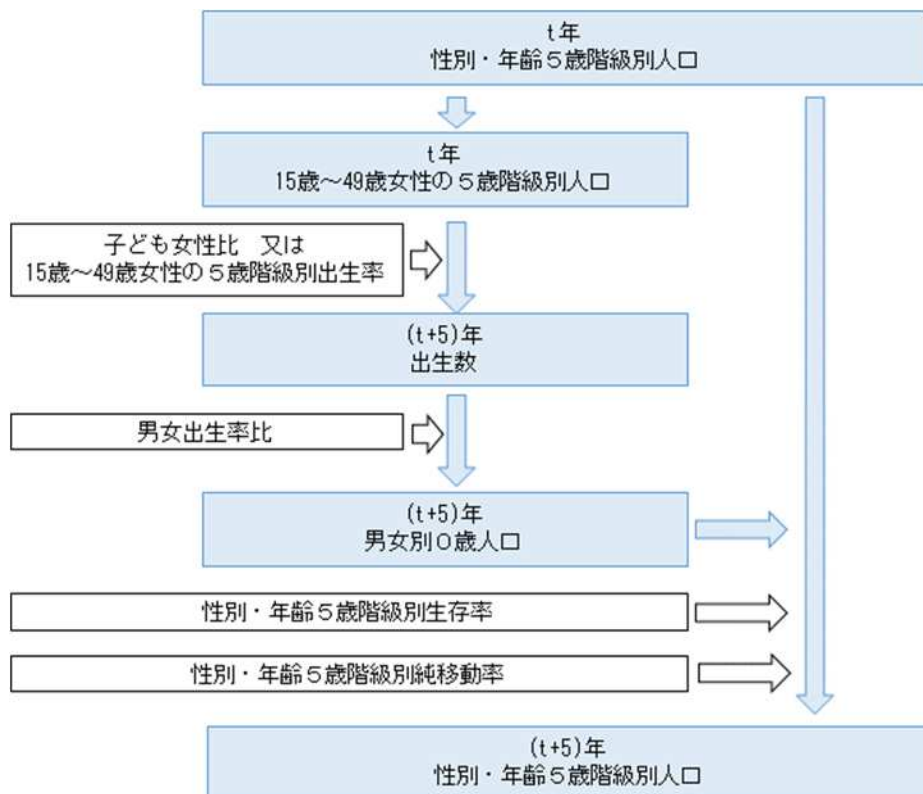 t年
性別・年齢５歳階級別人口
t年
15歳～49歳女性の５歳階級別人口
子ども女性比　又は
15歳～49歳女性の５歳階級別出生率
(t+5)年
出生数
男女出生率比
(t+5)年
男女別０歳人口
性別・年齢５歳階級別生存率
性別・年齢５歳階級別純移動率
(t+5)年
性別・年齢５歳階級別人口